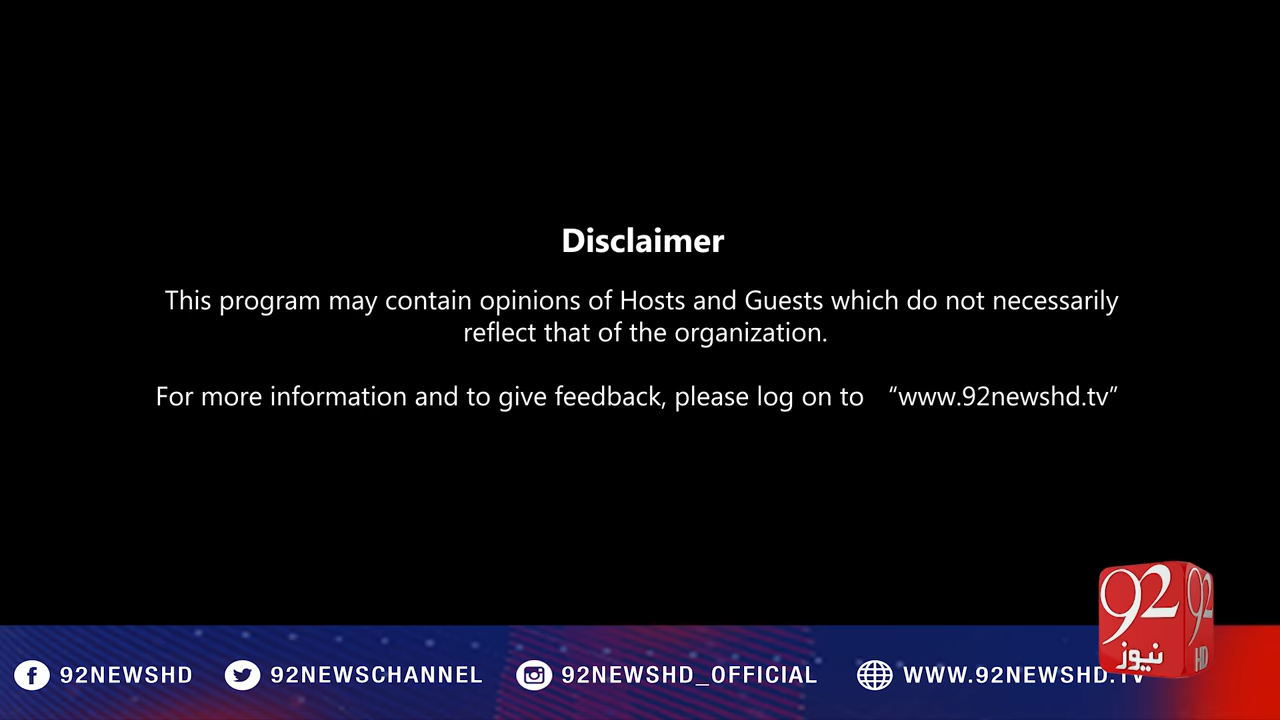 Disclaimer
This program may contain opinions of Hosts and Guests which do not necessarily
reflect that of the organization.
For more information and to give feedback, please log on to “www.92newshd.tv”
92
92
نیوز
HD
92NEWSHD
92NEWSCHANNEL
92NEWSHD_OFFICIAL
WWW.92NEWSHD.TV